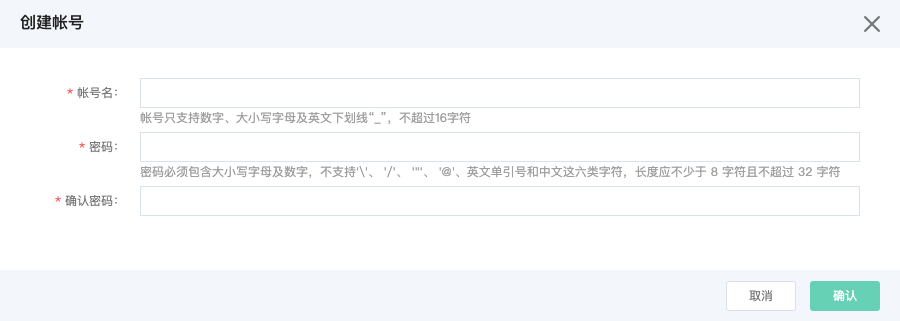 创建帐号
* 帐号名：
帐号只支持数字、大小写字母及英文下划线“_”，不超过16字符
* 密码：
密码必须包含大小写字母及数字，不支持'\'、 '/'、 '"'、 '@'、英文单引号和中文这六类字符，长度应不少于 8 字符且不超过 32 字符
* 确认密码：
取消 确认